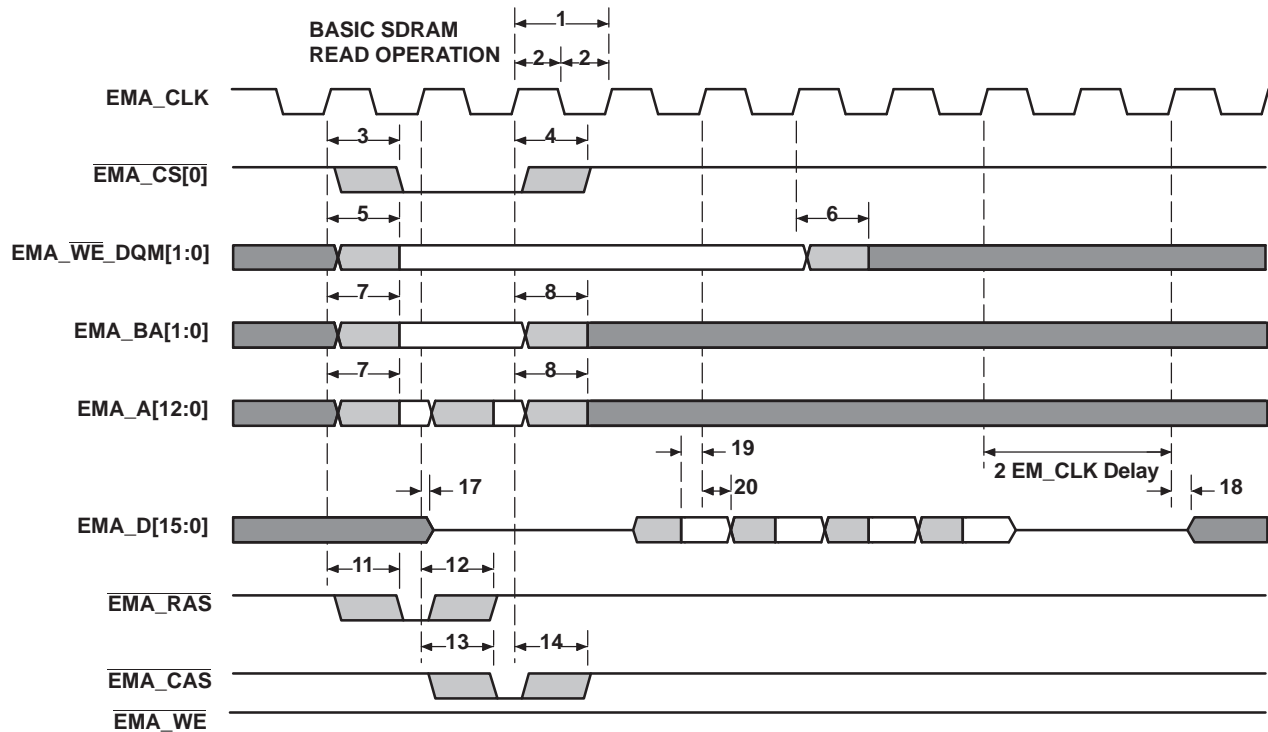 1
BASIC SDRAM
READ OPERATION
2 2
EMA_CLK
3 4
EMA_CS[0]
5 6
EMA_WE_DQM[1:0]
7 8
EMA_BA[1:0]
7 8
EMA_A[12:0]
19
2 EM_CLK Delay
17 20 18
EMA_D[15:0]
11 12
EMA_RAS
13 14
EMA_CAS
EMA_WE